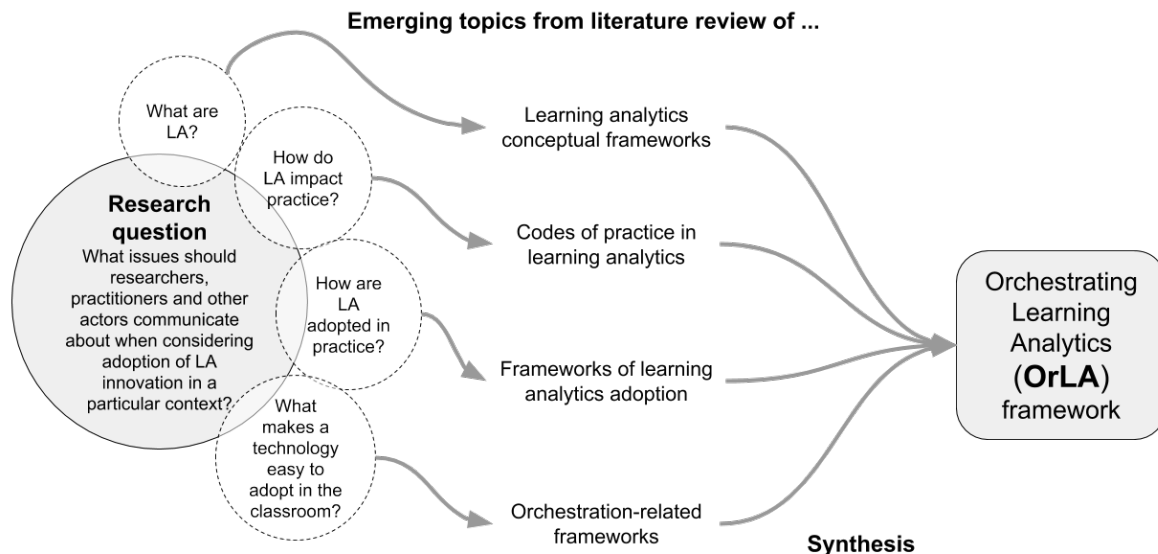 Emerging topics from literature review of ...
What are
LA?
How do
LA impact
practice?
Research
question
What issues should
researchers,
practitioners and other
actors communicate
about when considering
adoption of LA
innovation in a
particular context?
How are
LA
adopted in
practice?
What
makes a
technology
easy to
adopt in the
classroom?
Learning analytics
conceptual frameworks
Codes of practice in
learning analytics
Frameworks of learning
analytics adoption
Orchestration-related
frameworks
Orchestrating
Learning
Analytics
(OrLA)
framework
Synthesis